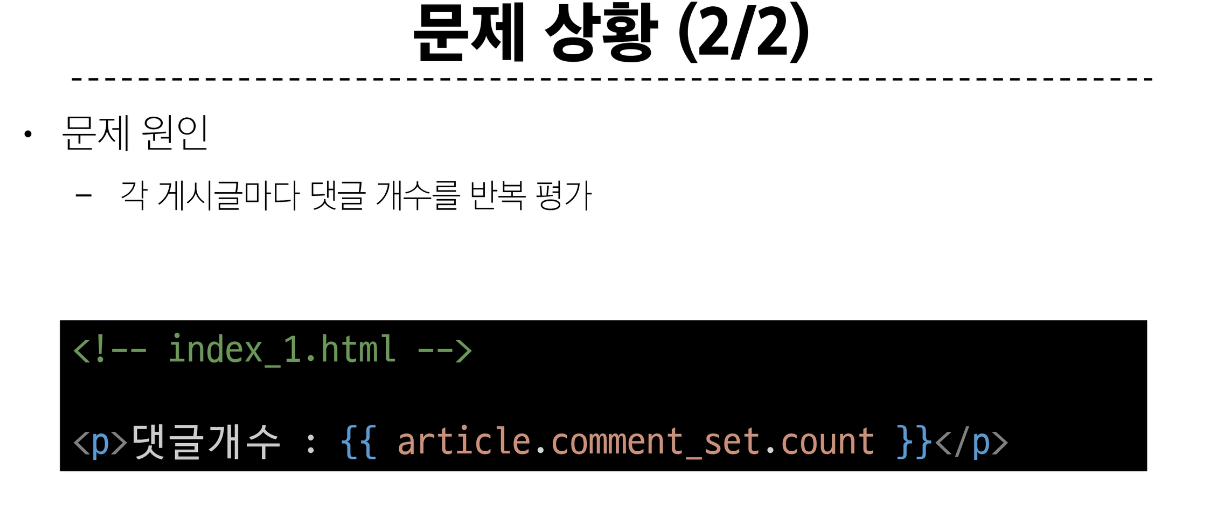 문제 상황 (2/2)
• 문제 원인
– 각 게시글마다 댓글 개수를 반복 평가
<!-- index_1.html -->
<p>댓글개수 : {{ article.comment_set.count }}</p>